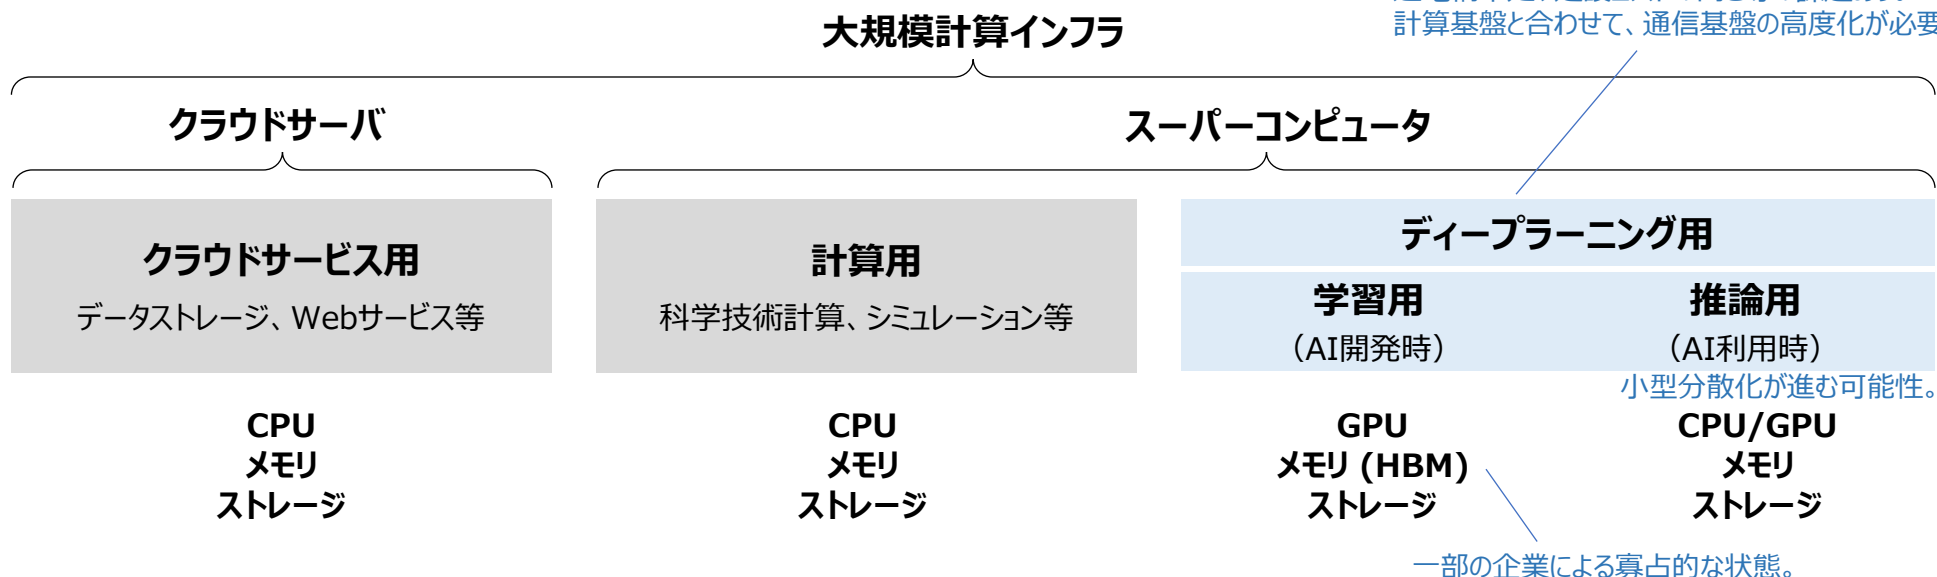 大規模計算インフラ
計算基盤と合わせて、通信基盤の高度化が必要
クラウドサーバ
スーパーコンピュータ
クラウドサービス用
データストレージ、Webサービス等
計算用
科学技術計算、シミュレーション等
ディープラーニング用
学習用
（AI開発時）
推論用
（AI利用時）
小型分散化が進む可能性。
CPU
メモリ
ストレージ
CPU
メモリ
ストレージ
GPU
メモリ (HBM)
ストレージ
CPU/GPU
メモリ
ストレージ
一部の企業による寡占的な状態。